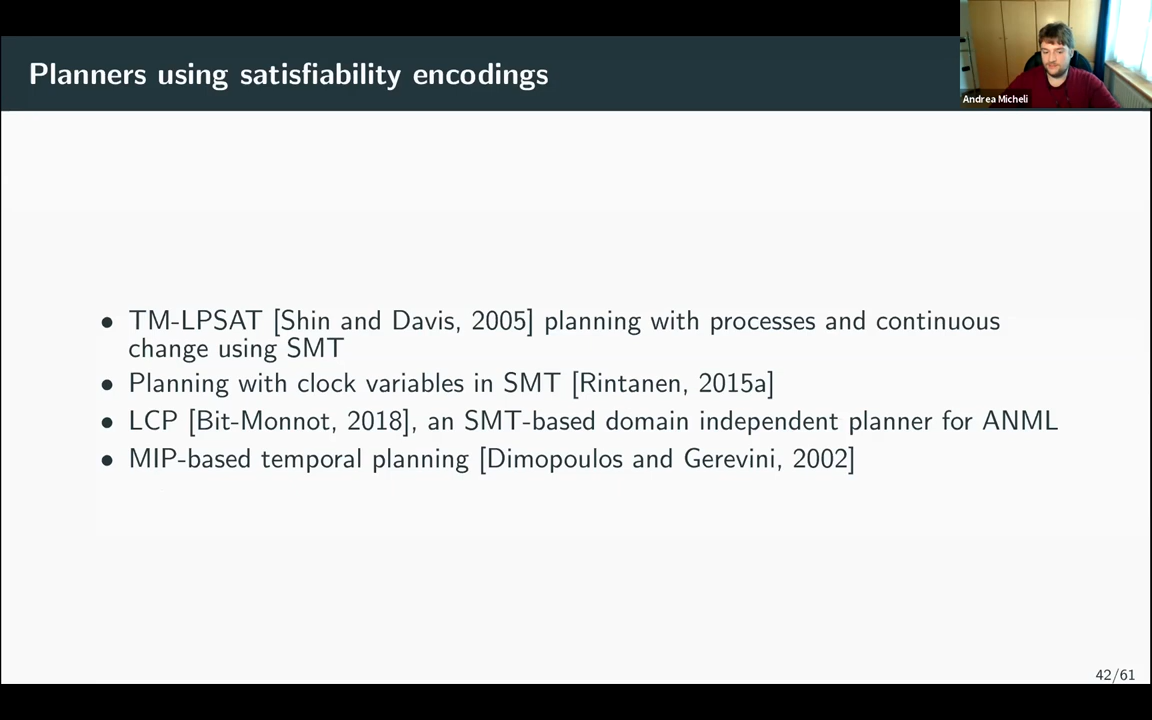 Planners using satisfiability encodings
Andrea Micheli
• TM-LPSAT [Shin and Davis, 2005] planning with processes and continuous
change using SMT
• Planning with clock variables in SMT [Rintanen, 2015a]
• LCP [Bit-Monnot, 2018], an SMT-based domain independent planner for ANML
• MIP-based temporal planning [Dimopoulos and Gerevini, 2002]
42/61